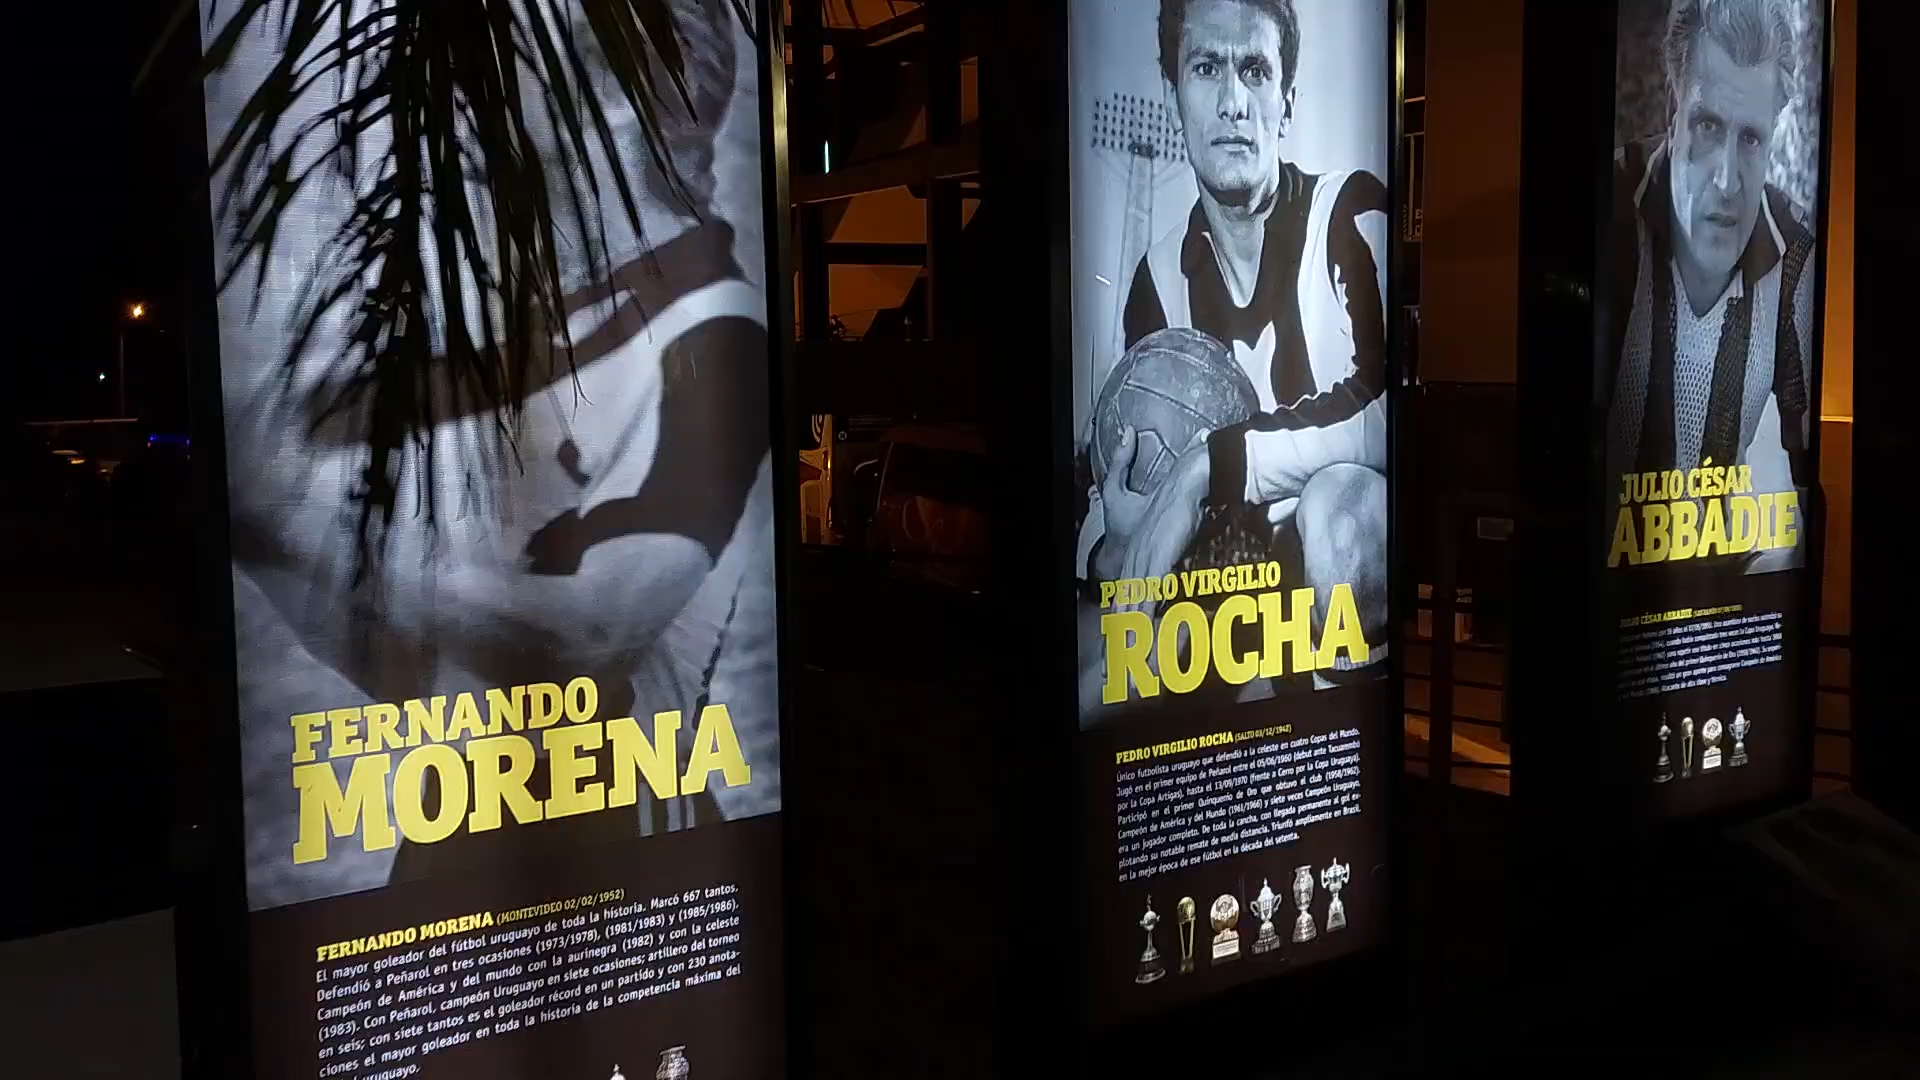 FERNANDO
MORENA
FERNANDO MORENA (MONTEVIDEO 02/02/1952)
El mayor goleador del fútbol uruguayo de toda la historia. Marcó 667 tantos.
Defendió a Peñarol en tres ocasiones (1973/1978), (1981/1983) y (1985/1986).
Campeón de América y del mundo con la aurinegra (1982) y con la celeste
(1983). Con Peñarol, campeón Uruguayo en siete ocasiones; artillero del torneo
en seis; con siete tantos es el goleador récord en un partido y con 230 anota-
ciones el mayor goleador en toda la historia de la competencia máxima del
uruguayo.
PEDRO VIRGILIO
ROCHA
PEDRO VIRGILIO ROCHA (SALTO 03/12/1942)
Único futbolista uruguayo que defendió a la celeste en cuatro Copas del Mundo.
Jugó en el primer equipo de Peñarol entre el 05/06/1960 (debut ante Tacuarembó
por la Copa Artigas), hasta el 13/09/1970 (frente a Cerro por la Copa Uruguaya).
Participó en el primer Quinquenio de Oro que obtuvo el club (1958/1962).
Campeón de América y del Mundo (1961/1966) y siete veces Campeón Uruguayo,
era un jugador completo. De toda la cancha, con llegada permanente al gol ex-
plotando su notable remate de media distancia. Triunfó ampliamente en Brasil,
en la mejor época de ese fútbol en la década del setenta.
JULIO CÉSAR
ABBADIE
JULIO CÉSAR ABBADIE